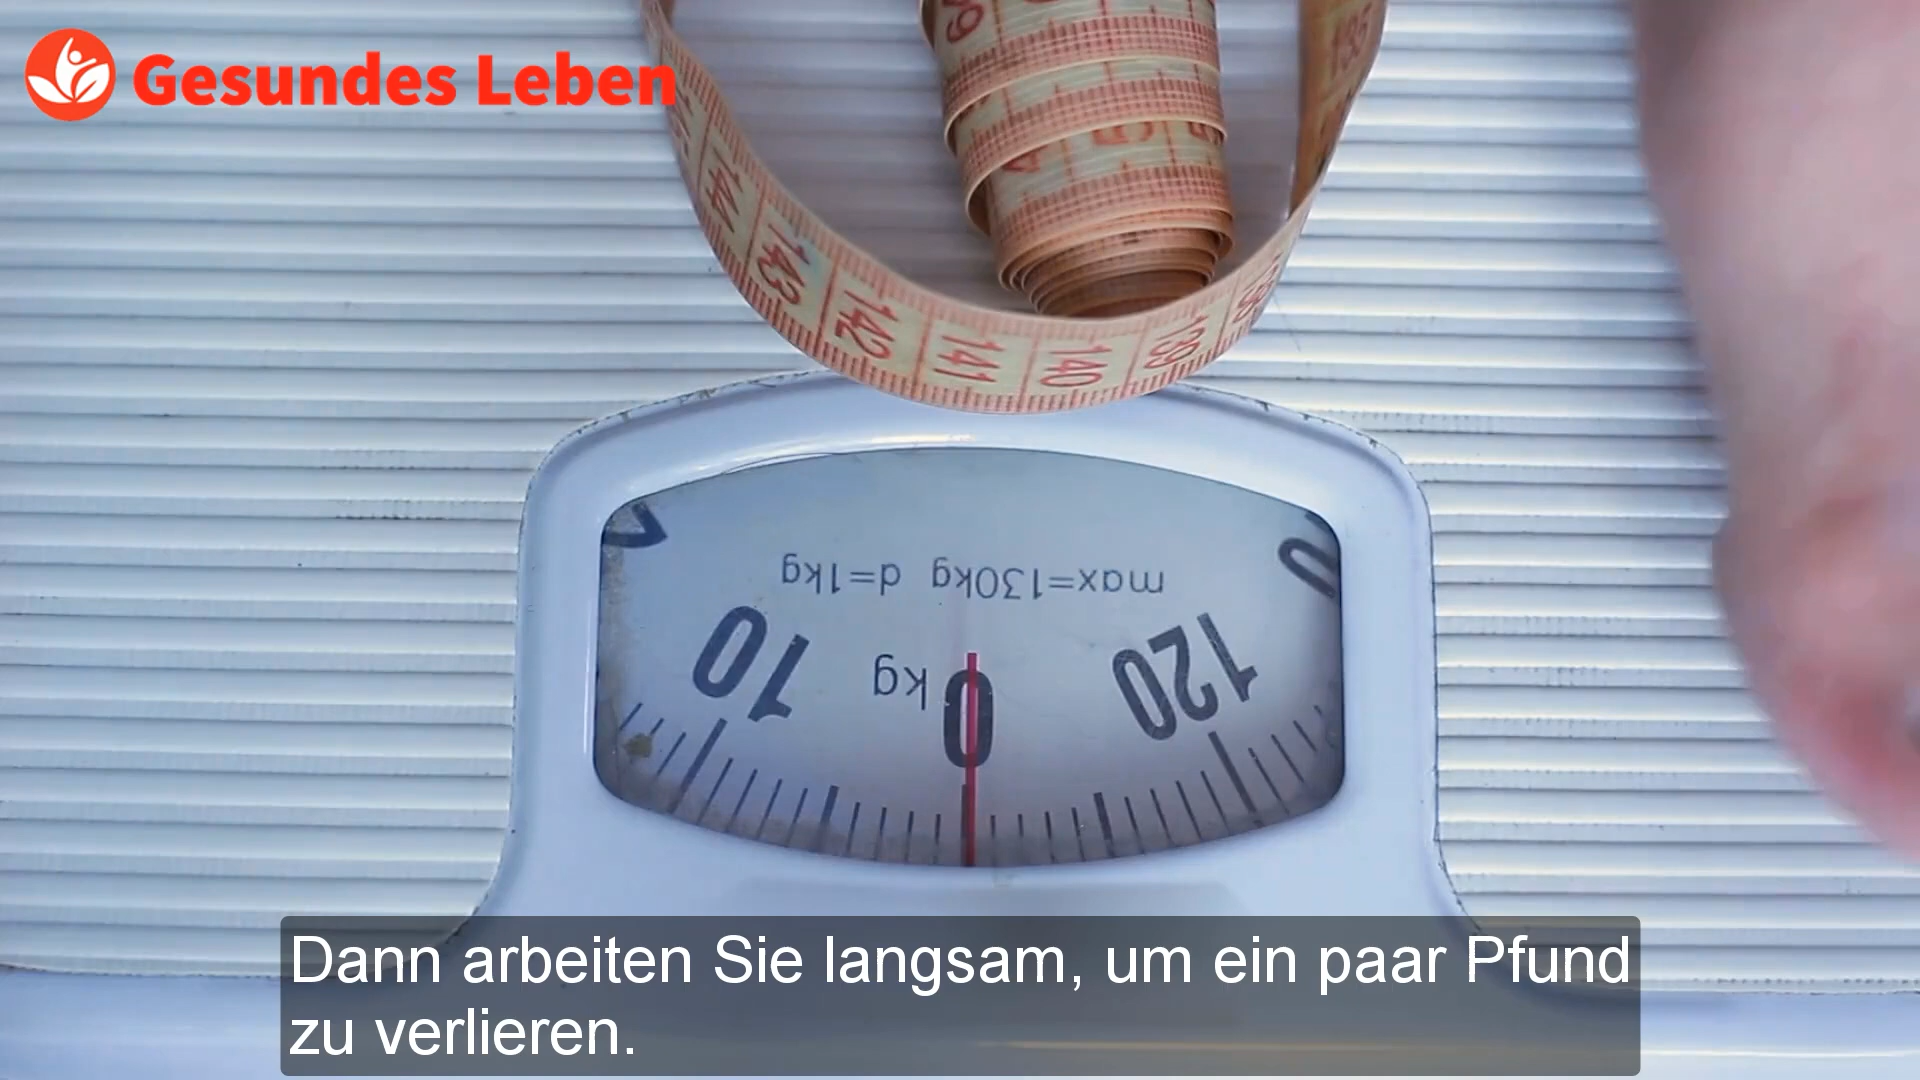 Gesundes Leben
144 143 142 141 140 139
max=130kg d=1kg
10 kg 0 120
Dann arbeiten Sie langsam, um ein paar Pfund
zu verlieren.